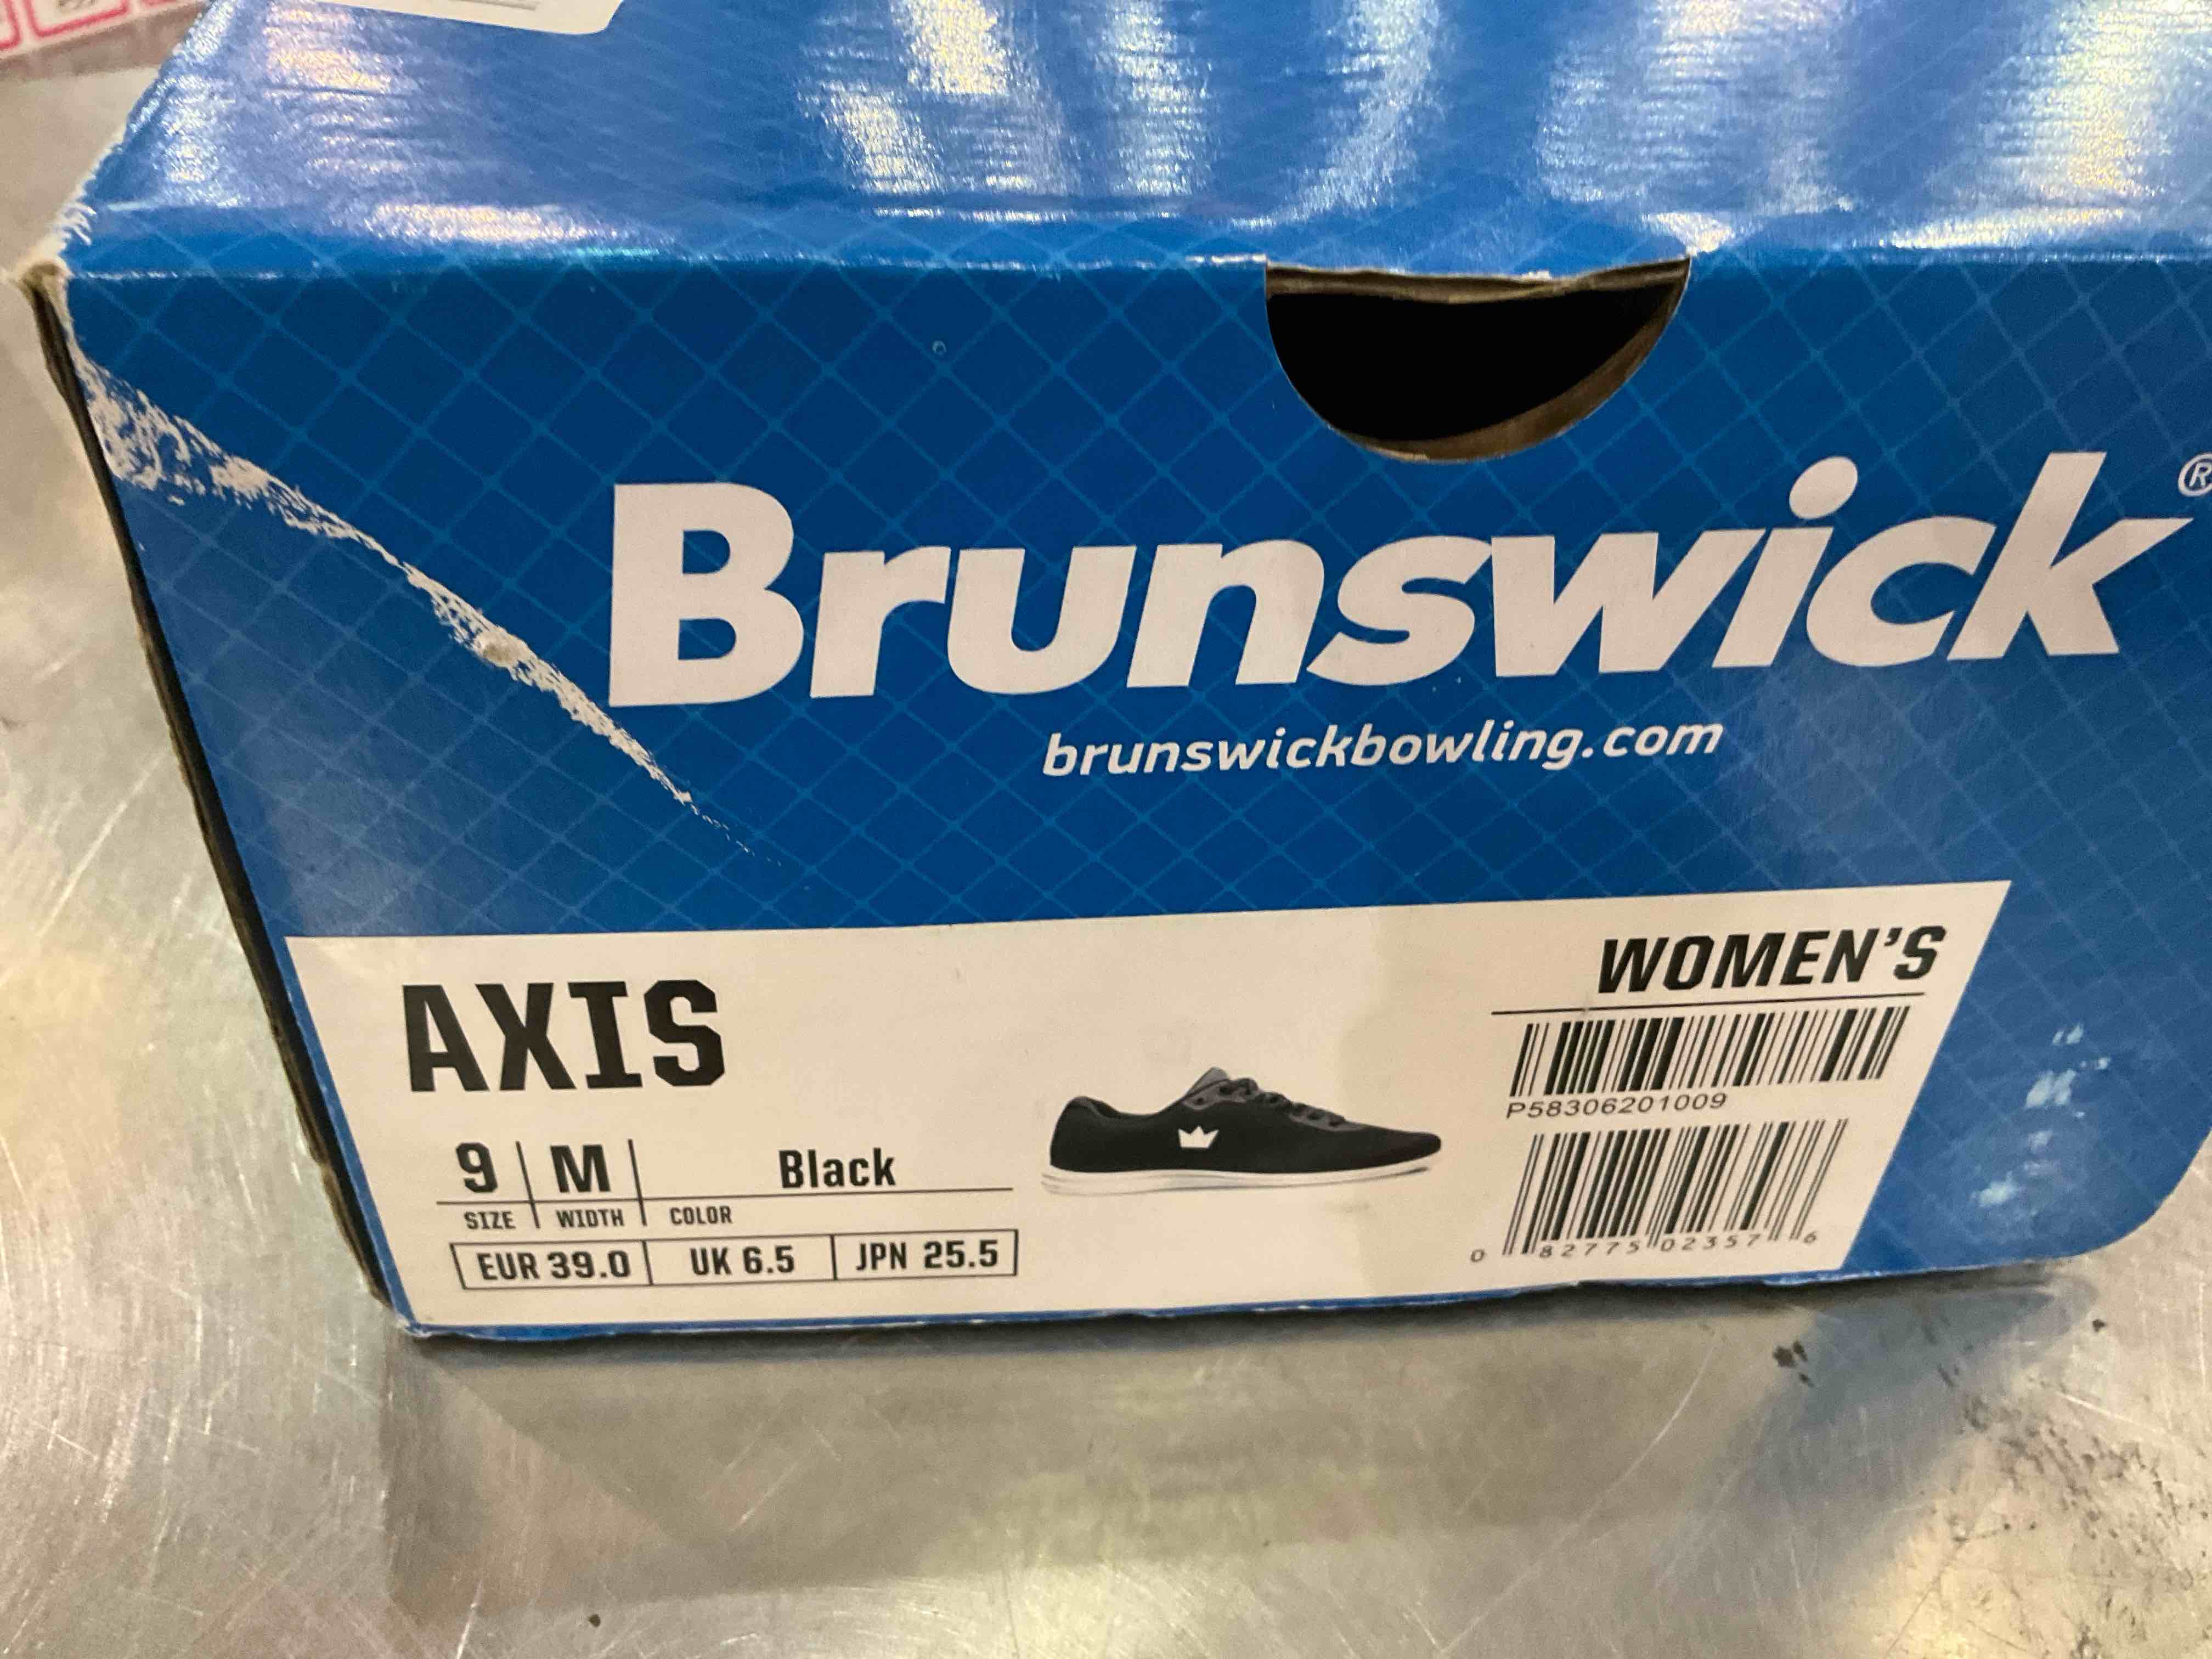 Brunswick®
brunswickbowling.com
WOMEN'S
AXIS
P58306201009
9 M Black
SIZE WIDTH COLOR
EUR 39.0 UK 6.5 JPN 25.5
0 82775 02357 6